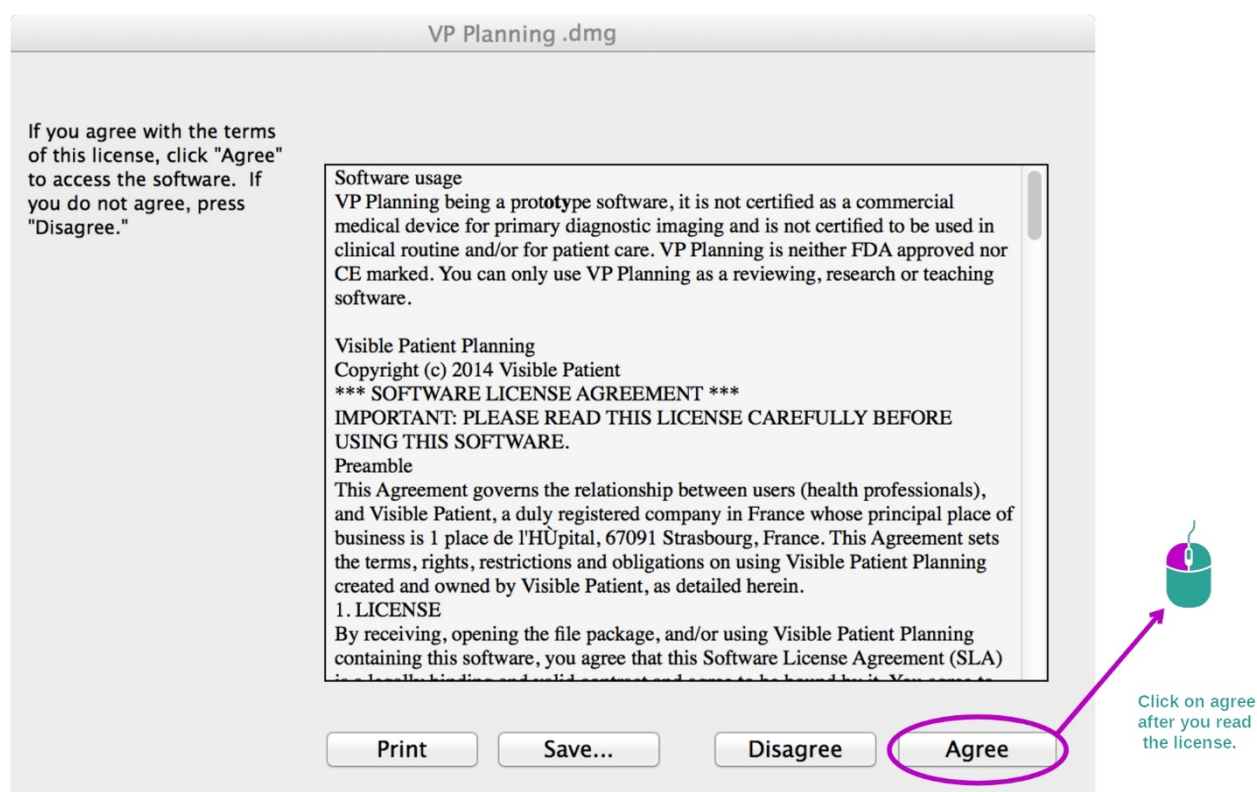 VP Planning .dmg
If you agree with the terms
of this license, click "Agree"
to access the software.  If
you do not agree, press
"Disagree."
Software usage
VP Planning being a prototype software, it is not certified as a commercial
medical device for primary diagnostic imaging and is not certified to be used in
clinical routine and/or for patient care. VP Planning is neither FDA approved nor
CE marked. You can only use VP Planning as a reviewing, research or teaching
software.
Visible Patient Planning
Copyright (c) 2014 Visible Patient
*** SOFTWARE LICENSE AGREEMENT ***
IMPORTANT: PLEASE READ THIS LICENSE CAREFULLY BEFORE
USING THIS SOFTWARE.
Preamble
This Agreement governs the relationship between users (health professionals),
and Visible Patient, a duly registered company in France whose principal place of
business is 1 place de l'HÙpital, 67091 Strasbourg, France. This Agreement sets
the terms, rights, restrictions and obligations on using Visible Patient Planning
created and owned by Visible Patient, as detailed herein.
1. LICENSE
By receiving, opening the file package, and/or using Visible Patient Planning
containing this software, you agree that this Software License Agreement (SLA)
Print
Save...
Disagree
Agree
Click on agree
after you read
the license.